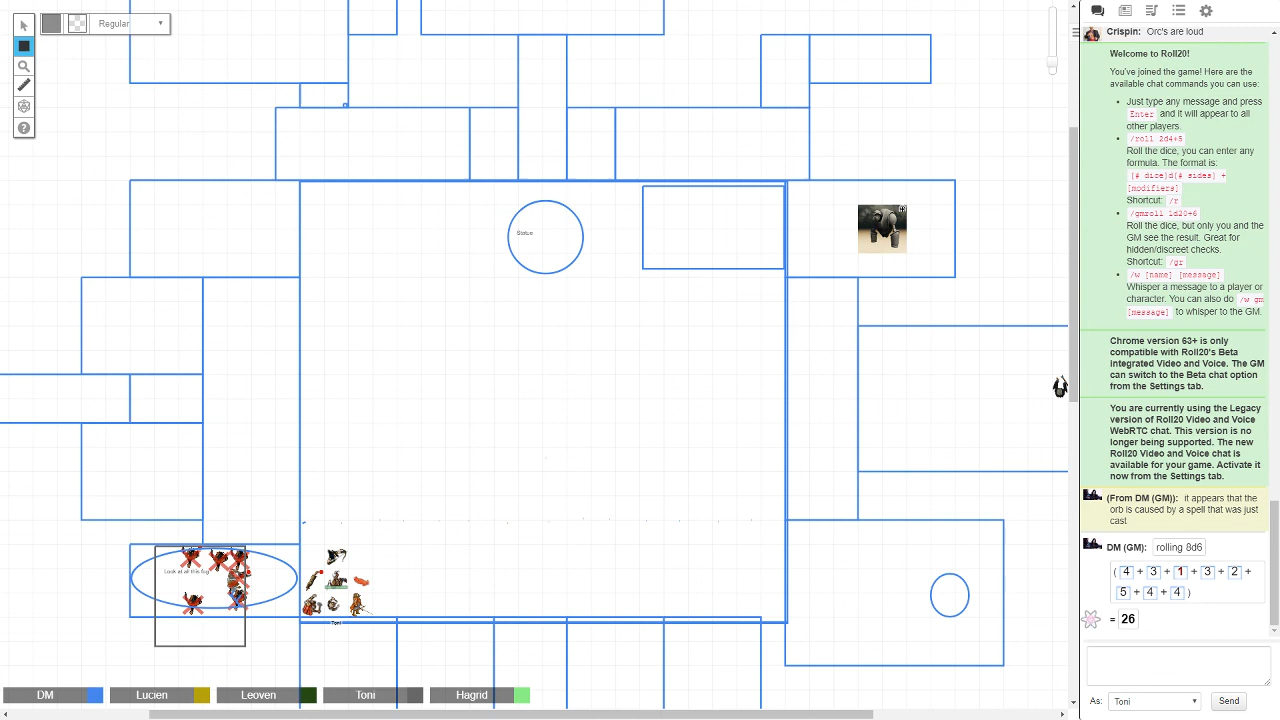 Regular
Crispin: Orc's are loud
Welcome to Roll20!
You've joined the game! Here are the
available chat commands you can use:
Just type any message and press
Enter and it will appear to all
other players.
/roll 2d4+5
Roll the dice, you can enter any
formula. The format is:
[# dice]d[# sides] +
[modifiers]
Shortcut: /r
/gmroll 1d20+6
Roll the dice, but only you and the
GM see the result. Great for
hidden/discreet checks.
Shortcut: /gr
/w [name] [message]
Whisper a message to a player or
character. You can also do /w gm
[message] to whisper to the GM.
Chrome version 63+ is only
compatible with Roll20's Beta
integrated Video and Voice. The GM
can switch to the Beta chat option
from the Settings tab.
You are currently using the Legacy
version of Roll20 Video and Voice
WebRTC chat. This version is no
longer being supported. The new
Roll20 Video and Voice chat is
available for your game. Activate it
now from the Settings tab.
(From DM (GM)): it appears that the
orb is caused by a spell that was just
cast
DM (GM): rolling 8d6
( 4 + 3 + 1 + 3 + 2 +
5 + 4 + 4 )
= 26
As: Toni Send
Statue
Look at all this fog
Toni
DM Lucien Leoven Toni Hagrid